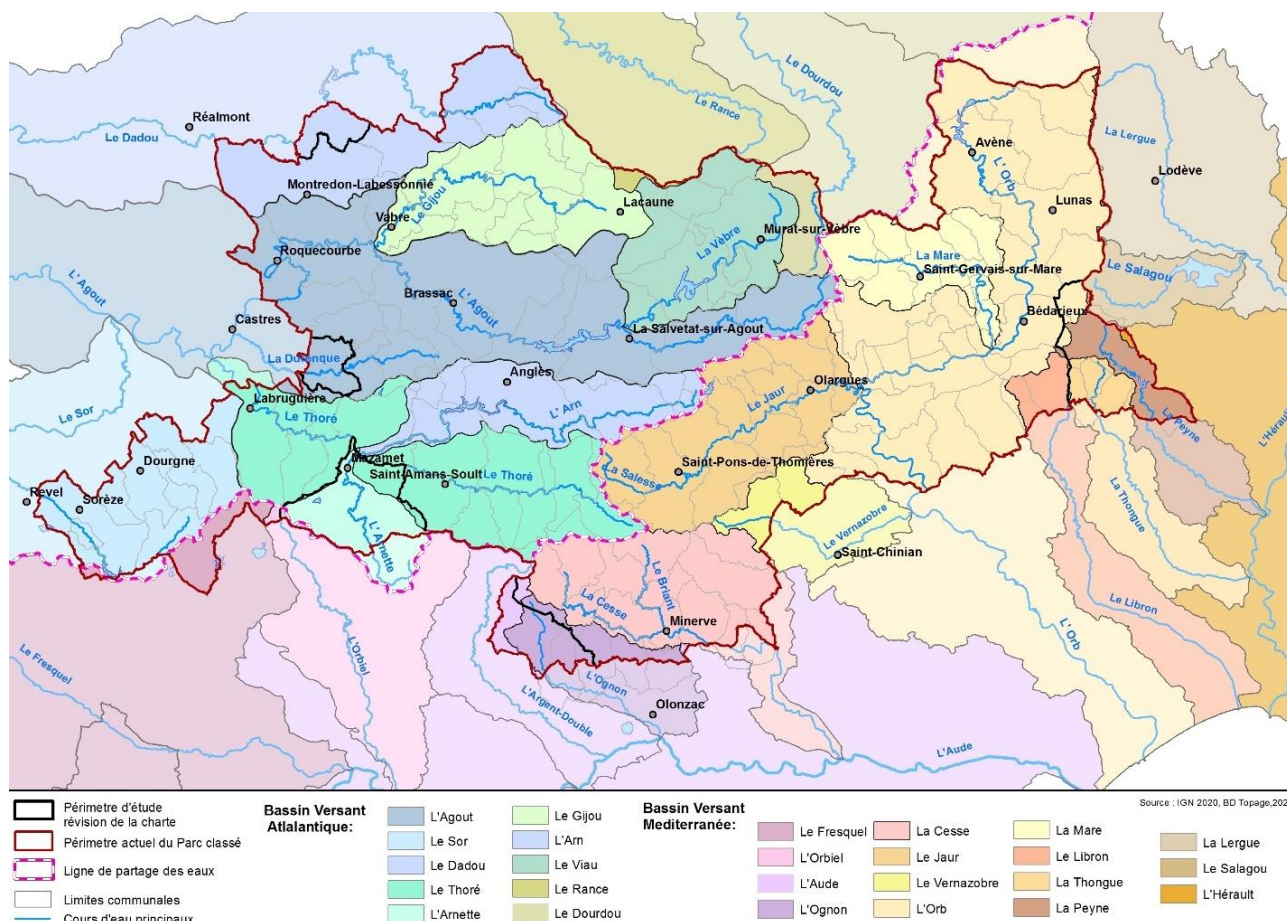 Le Dourdou
Le Rance
Réalmont
Le Dadou
La Lergue
Avène
L' Orb
Lodève
Montredon-Labessonnié
Le Gijou
Lacaune
Lunas
Vabre
Murat-sur-Vèbre
La Vèbre
Roquecourbe
La Mare
Saint-Gervais-sur-Mare
Le Salagou
L' Agout
Brassac
L' Agout
Castres
La Salvetat-sur-Agout
Bédarieux
La Durenque
Anglès
Olargues
Labruguière
Le Thoré
L' Arn
Le Jaur
Le Sor
La Peyne
L'Hérault
Dourgne
Mazamet
Saint-Amans-Soult
Le Thoré
La Salesse
Saint-Pons-de-Thomières
Revel
Sorèze
La Thongue
Le Vernazobre
L'Arnette
Saint-Chinian
Le Briant
La Cesse
Le Libron
Minerve
L'Orbiel
L' Orb
Le Fresquel
L'Ognon
L'Argent-Double
Olonzac
L'Aude
Source : IGN 2020, BD Topage,202
Périmetre d'étude
révision de la charte
Périmètre actuel du Parc classé
Ligne de partage des eaux
Limites communales
Cours d'eau principaux
Bassin Versant
Atlalantique:
L'Agout
Le Sor
Le Dadou
Le Thoré
L'Arnette
Le Gijou
L'Arn
Le Viau
Le Rance
Le Dourdou
Bassin Versant
Mediterranée:
Le Fresquel
L'Orbiel
L'Aude
L'Ognon
La Cesse
Le Jaur
Le Vernazobre
L'Orb
La Mare
Le Libron
La Thongue
La Peyne
La Lergue
Le Salagou
L'Hérault